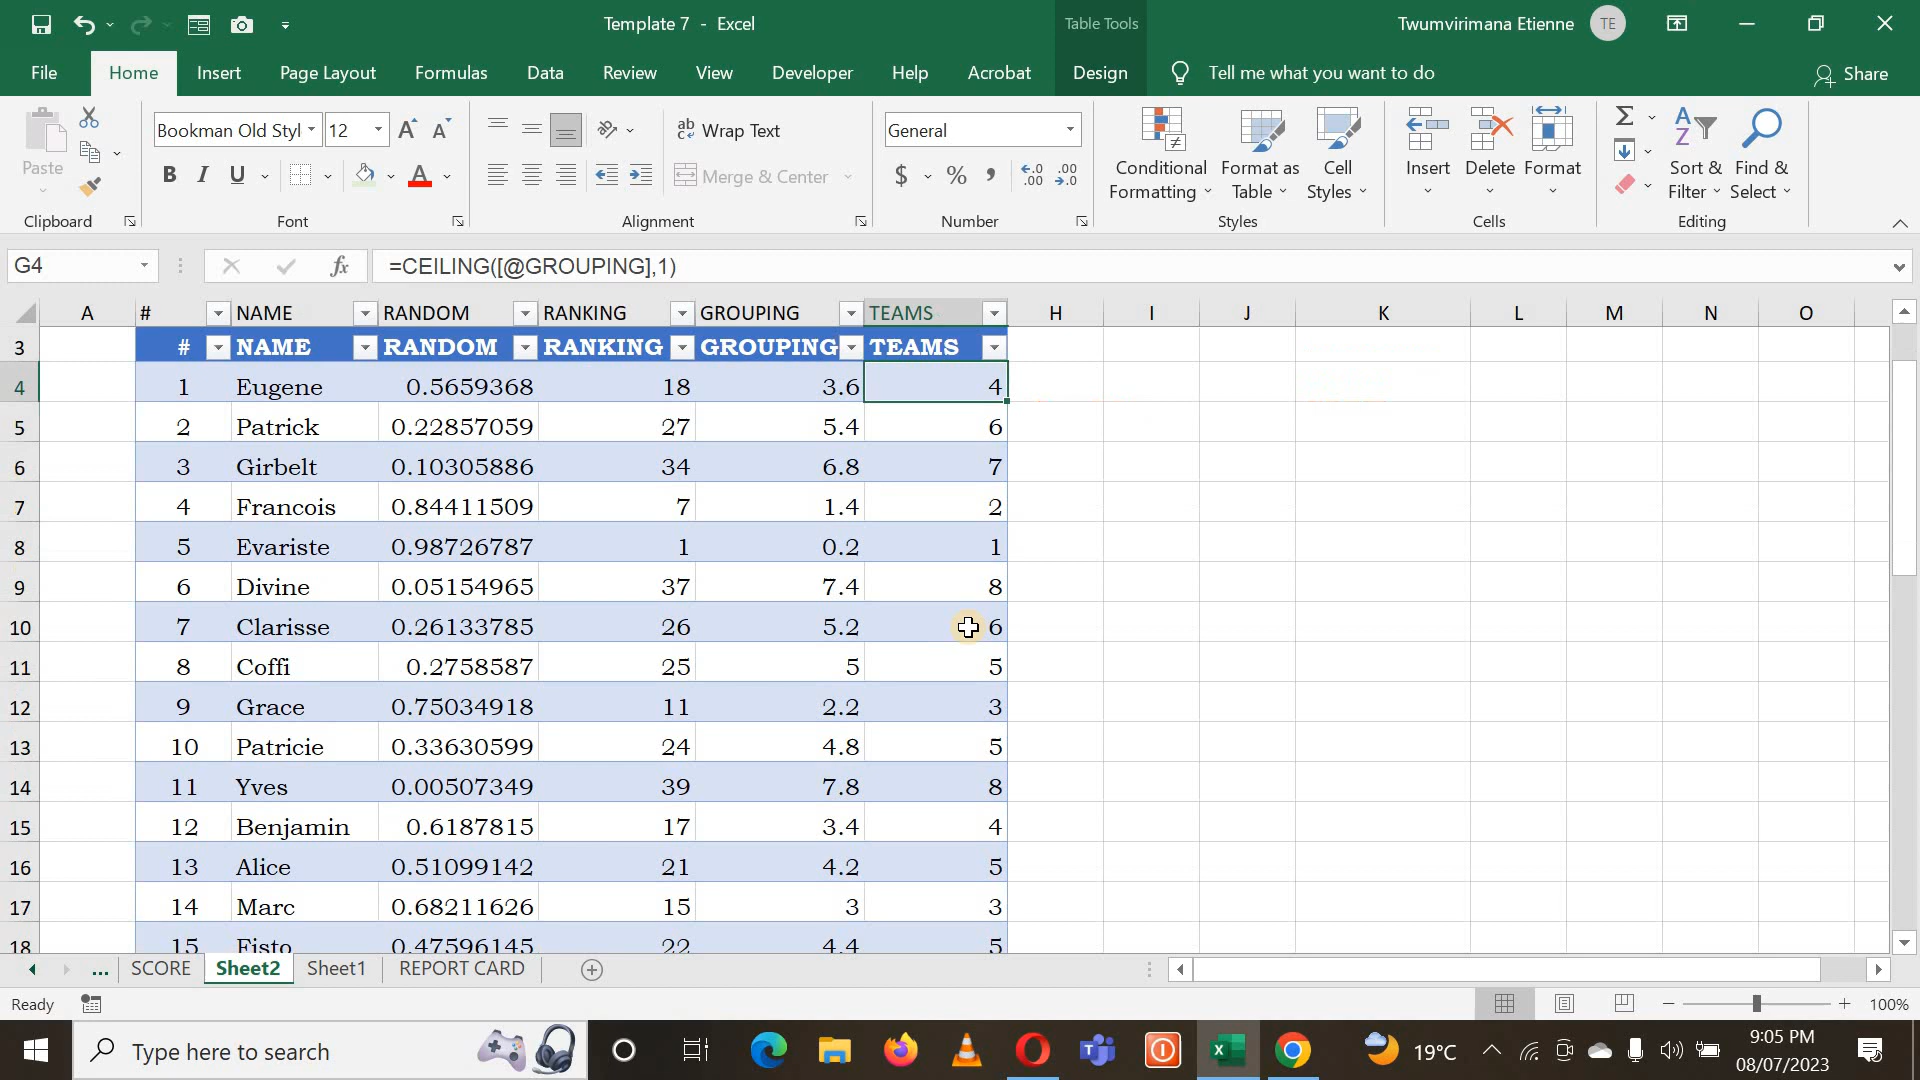 Template 7 - Excel
Table Tools
Twumvirimana Etienne
TE
File
Home
Insert
Page Layout
Formulas
Data
Review
View
Developer
Help
Acrobat
Design
Tell me what you want to do
Share
Paste
Clipboard
Bookman Old Styl
12
B I U
Font
Wrap Text
Merge & Center
Alignment
General
$ % , .0 .00
Number
Conditional Formatting
Format as Table
Cell Styles
Styles
Insert
Delete
Format
Cells
Sort & Filter
Find & Select
Editing
G4
fx
=CEILING([@GROUPING],1)
A # NAME RANDOM RANKING GROUPING TEAMS H I J K L M N O
3 # NAME RANDOM RANKING GROUPING TEAMS
4 1 Eugene 0.5659368 18 3.6 4
5 2 Patrick 0.22857059 27 5.4 6
6 3 Girbelt 0.10305886 34 6.8 7
7 4 Francois 0.84411509 7 1.4 2
8 5 Evariste 0.98726787 1 0.2 1
9 6 Divine 0.05154965 37 7.4 8
10 7 Clarisse 0.26133785 26 5.2 6
11 8 Coffi 0.2758587 25 5 5
12 9 Grace 0.75034918 11 2.2 3
13 10 Patricie 0.33630599 24 4.8 5
14 11 Yves 0.00507349 39 7.8 8
15 12 Benjamin 0.6187815 17 3.4 4
16 13 Alice 0.51099142 21 4.2 5
17 14 Marc 0.68211626 15 3 3
18 15 Fisto 0.47596145 22 4.4 5
... SCORE Sheet2 Sheet1 REPORT CARD
Ready
100%
Type here to search
19°C
9:05 PM
08/07/2023